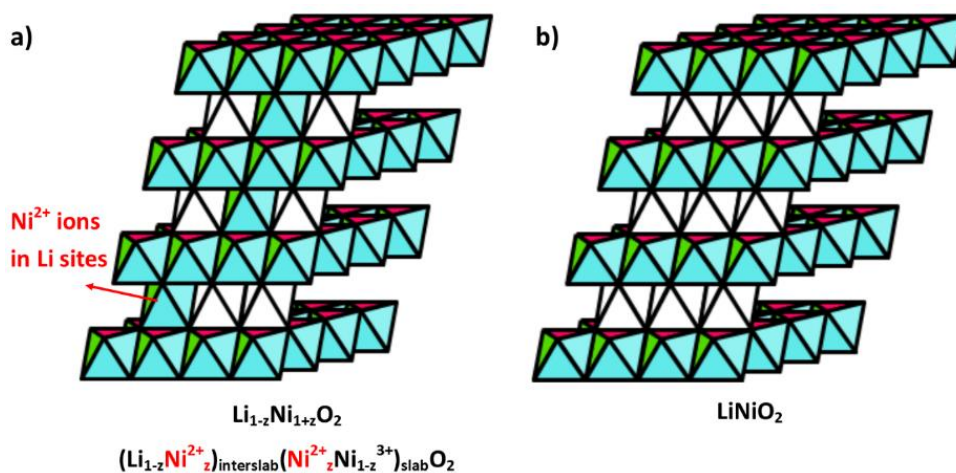 a)
b)
Ni²⁺ ions
in Li sites
Li₁₋zNi₁₊zO₂
LiNiO₂
(Li₁₋zNi²⁺z)interslab(Ni²⁺zNi₁₋z³⁺)slabO₂